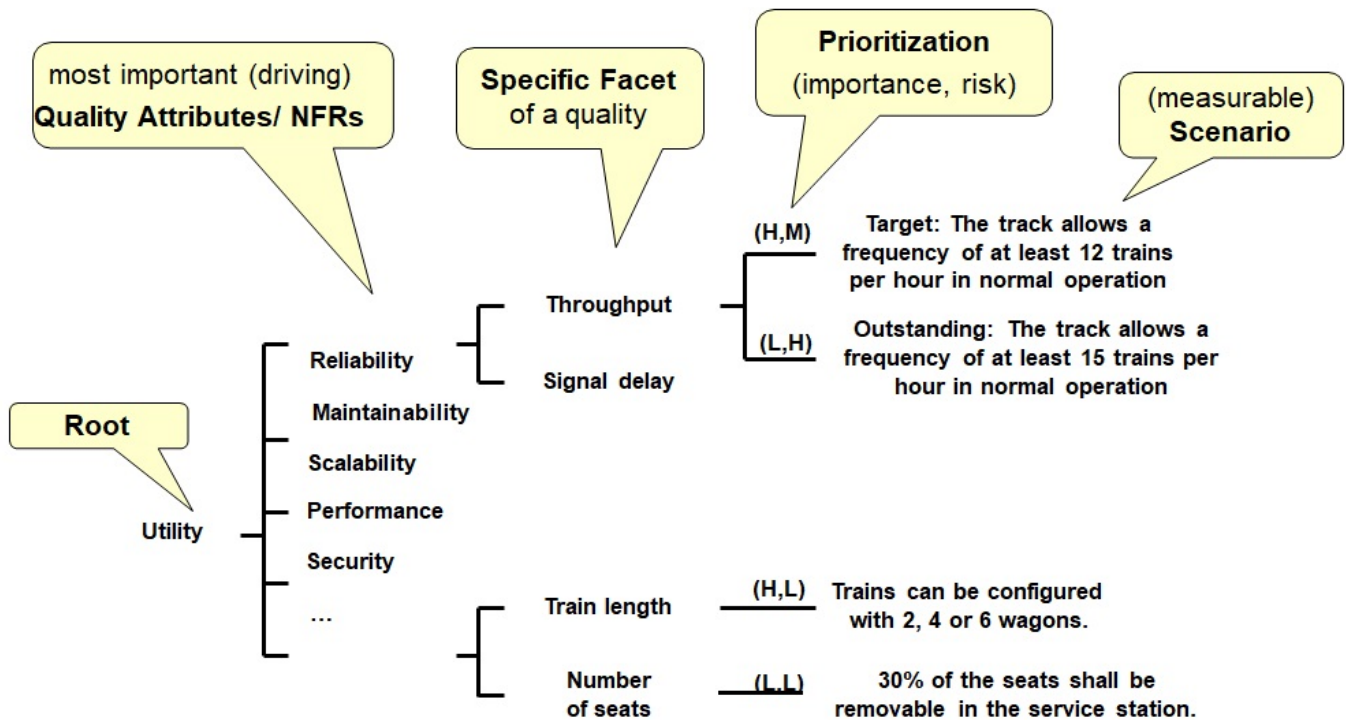 most important (driving)
Quality Attributes/ NFRs
Specific Facet
of a quality
Prioritization
(importance, risk)
(measurable)
Scenario
(H,M)
Target: The track allows a
frequency of at least 12 trains
per hour in normal operation
Throughput
(L,H)
Outstanding: The track allows a
frequency of at least 15 trains per
hour in normal operation
Reliability
Signal delay
Maintainability
Root
Scalability
Performance
Utility
Security
...
Train length
(H,L)
Trains can be configured
with 2, 4 or 6 wagons.
Number
of seats
(L.L)
30% of the seats shall be
removable in the service station.